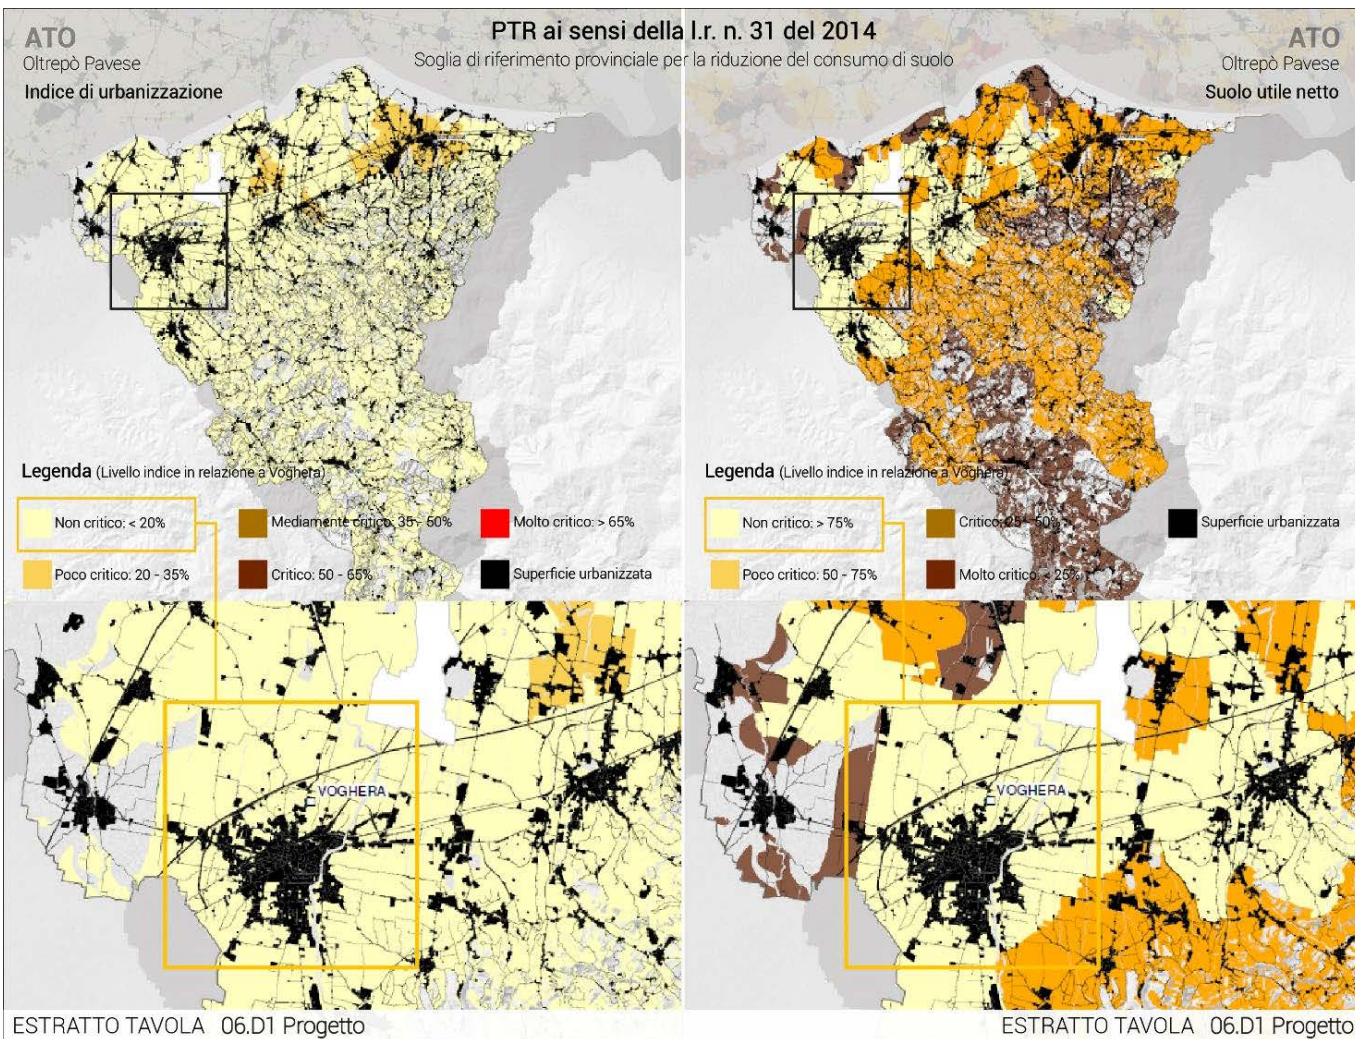 PTR ai sensi della l.r. n. 31 del 2014
Soglia di riferimento provinciale per la riduzione del consumo di suolo
ATO
Oltrepò Pavese
Indice di urbanizzazione
ATO
Oltrepò Pavese
Suolo utile netto
Legenda (Livello indice in relazione a Voghera)
Non critico: < 20%
Mediamente critico: 35 - 50%
Molto critico: > 65%
Poco critico: 20 - 35%
Critico: 50 - 65%
Superficie urbanizzata
Legenda (Livello indice in relazione a Voghera)
Non critico: > 75%
Critico: 25 - 50%
Superficie urbanizzata
Poco critico: 50 - 75%
Molto critico: < 25%
VOGHERA
VOGHERA
ESTRATTO TAVOLA 06.D1 Progetto
ESTRATTO TAVOLA 06.D1 Progetto